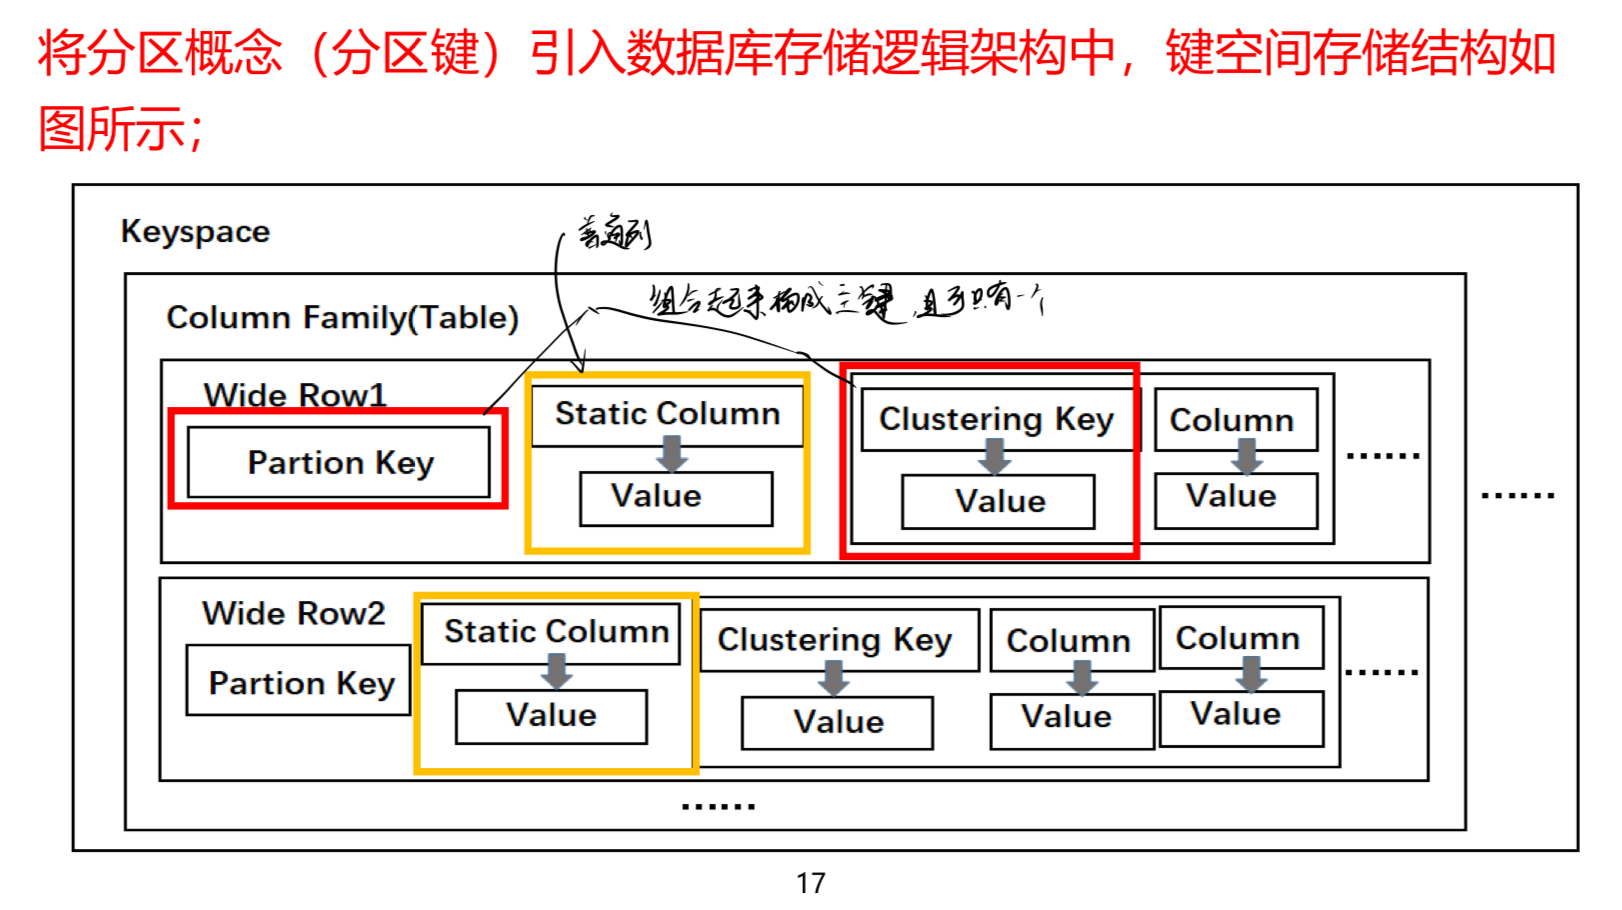 将分区概念（分区键）引入数据库存储逻辑架构中，键空间存储结构如
图所示；
Keyspace
普通列
组合起来构成主键，且只有一个
Column Family(Table)
Wide Row1
Partion Key
Static Column
Value
Clustering Key
Value
Column
Value
......
......
Wide Row2
Partion Key
Static Column
Value
Clustering Key
Value
Column
Value
Column
Value
......
......
17